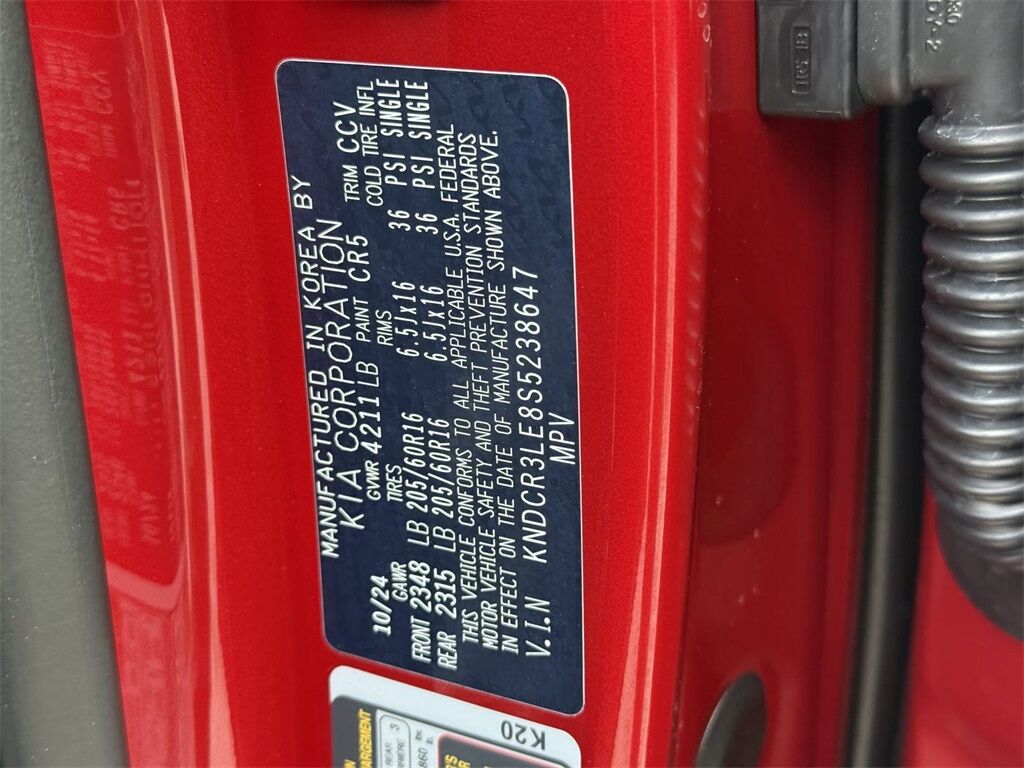 MANUFACTURED IN KOREA BY
KIA CORPORATION
10/24 GVWR 4211LB PAINT CR5 TRIM CCV
GAWR TIRES RIMS COLD TIRE INFL
FRONT 2348 LB 205/60R16 6.5Jx16 36 PSI SINGLE
REAR 2315 LB 205/60R16 6.5Jx16 36 PSI SINGLE
THIS VEHICLE CONFORMS TO ALL APPLICABLE U.S.A. FEDERAL
MOTOR VEHICLE SAFETY AND THEFT PREVENTION STANDARDS
IN EFFECT ON THE DATE OF MANUFACTURE SHOWN ABOVE.
V.I.N KNDCR3LE8S5238647
MPV
K20
REAR